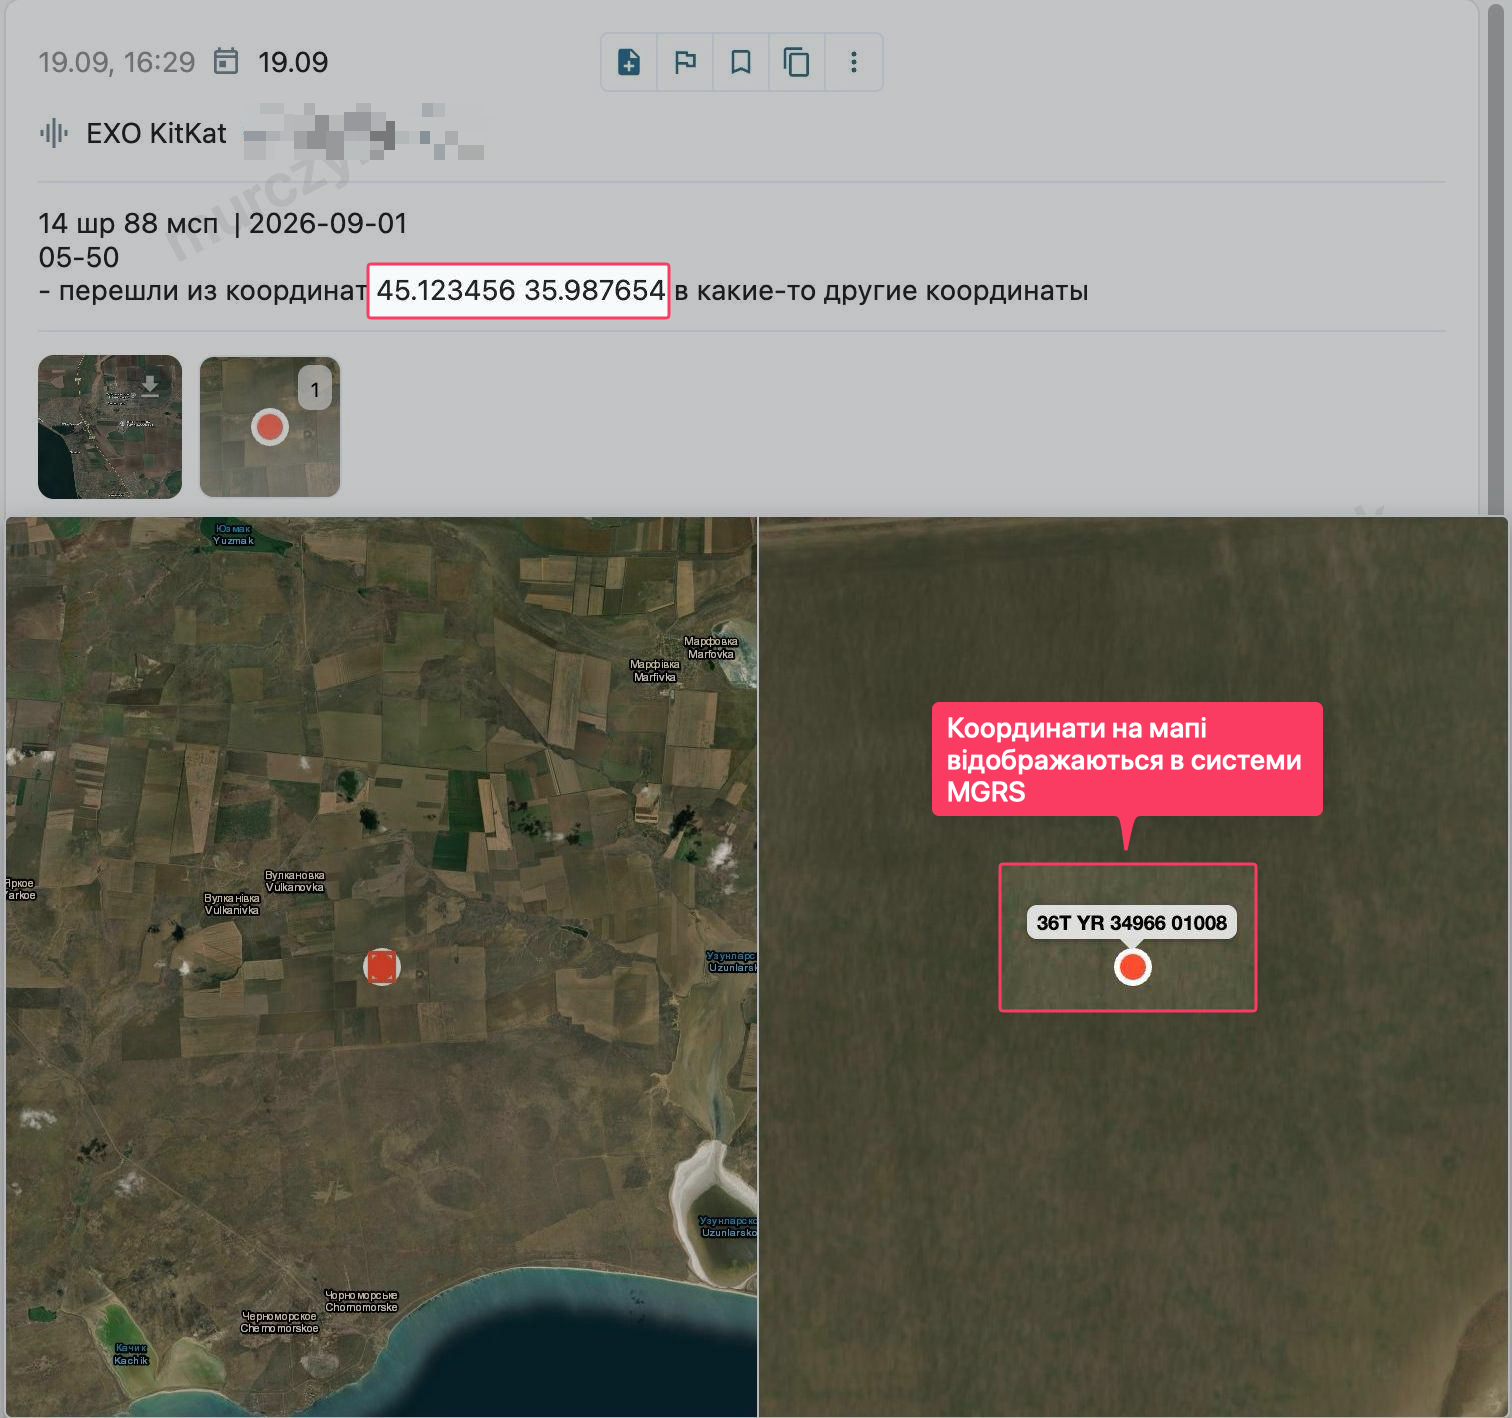 19.09, 16:29 19.09
EXO KitKat
murczy
14 шр 88 мсп | 2026-09-01
05-50
- перешли из координат 45.123456 35.987654 в какие-то другие координаты
1
Юзмак
Yuzmak
Марфовка
Marfovka
Марфівка
Marfivka
Координати на мапі
відображаються в системи
MGRS
Вулкановка
Vulkanovka
Яркое
Yarkoe
Вулканівка
Vulkanivka
36T YR 34966 01008
Узунларс
Uzunlarsk
Узунларско
Uzunlarsko
Чорноморське
Chornomorske
Черноморское
Chernomorskoe
Качик
Kachik